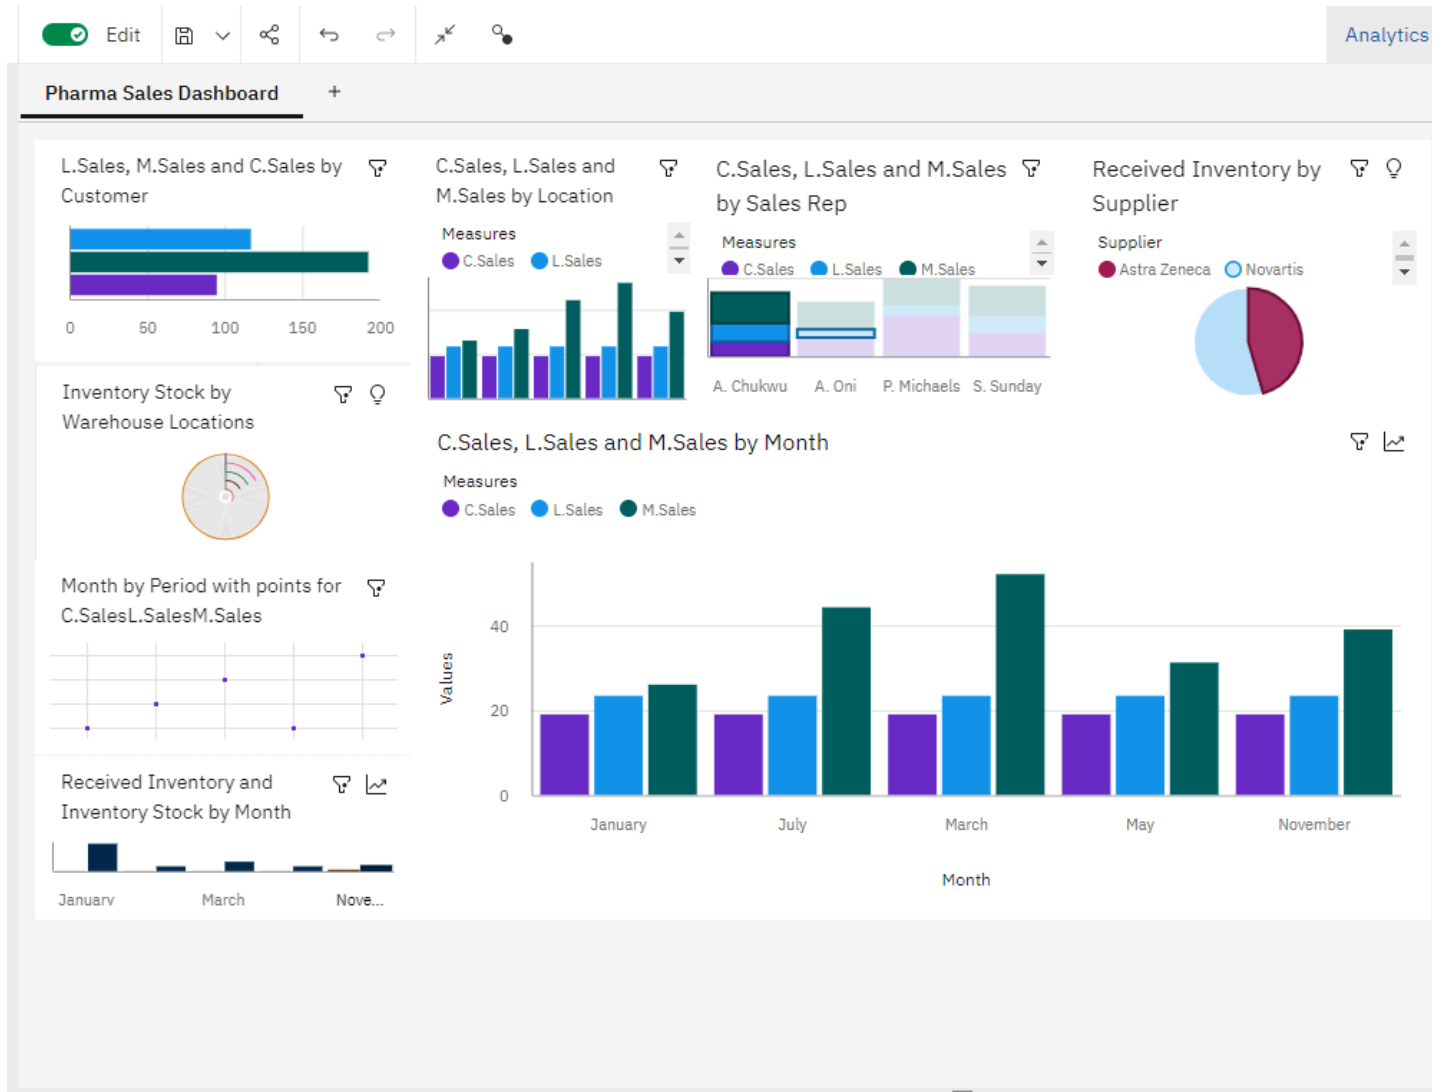 Edit
Analytics
Pharma Sales Dashboard +
L.Sales, M.Sales and C.Sales by
Customer
0 50 100 150 200
C.Sales, L.Sales and
M.Sales by Location
Measures
C.Sales L.Sales
C.Sales, L.Sales and M.Sales
by Sales Rep
Measures
C.Sales L.Sales M.Sales
A. Chukwu A. Oni P. Michaels S. Sunday
Received Inventory by
Supplier
Supplier
Astra Zeneca Novartis
Inventory Stock by
Warehouse Locations
Month by Period with points for
C.SalesL.SalesM.Sales
Received Inventory and
Inventory Stock by Month
January March Nove...
C.Sales, L.Sales and M.Sales by Month
Measures
C.Sales L.Sales M.Sales
Values
40
20
0
January July March May November
Month